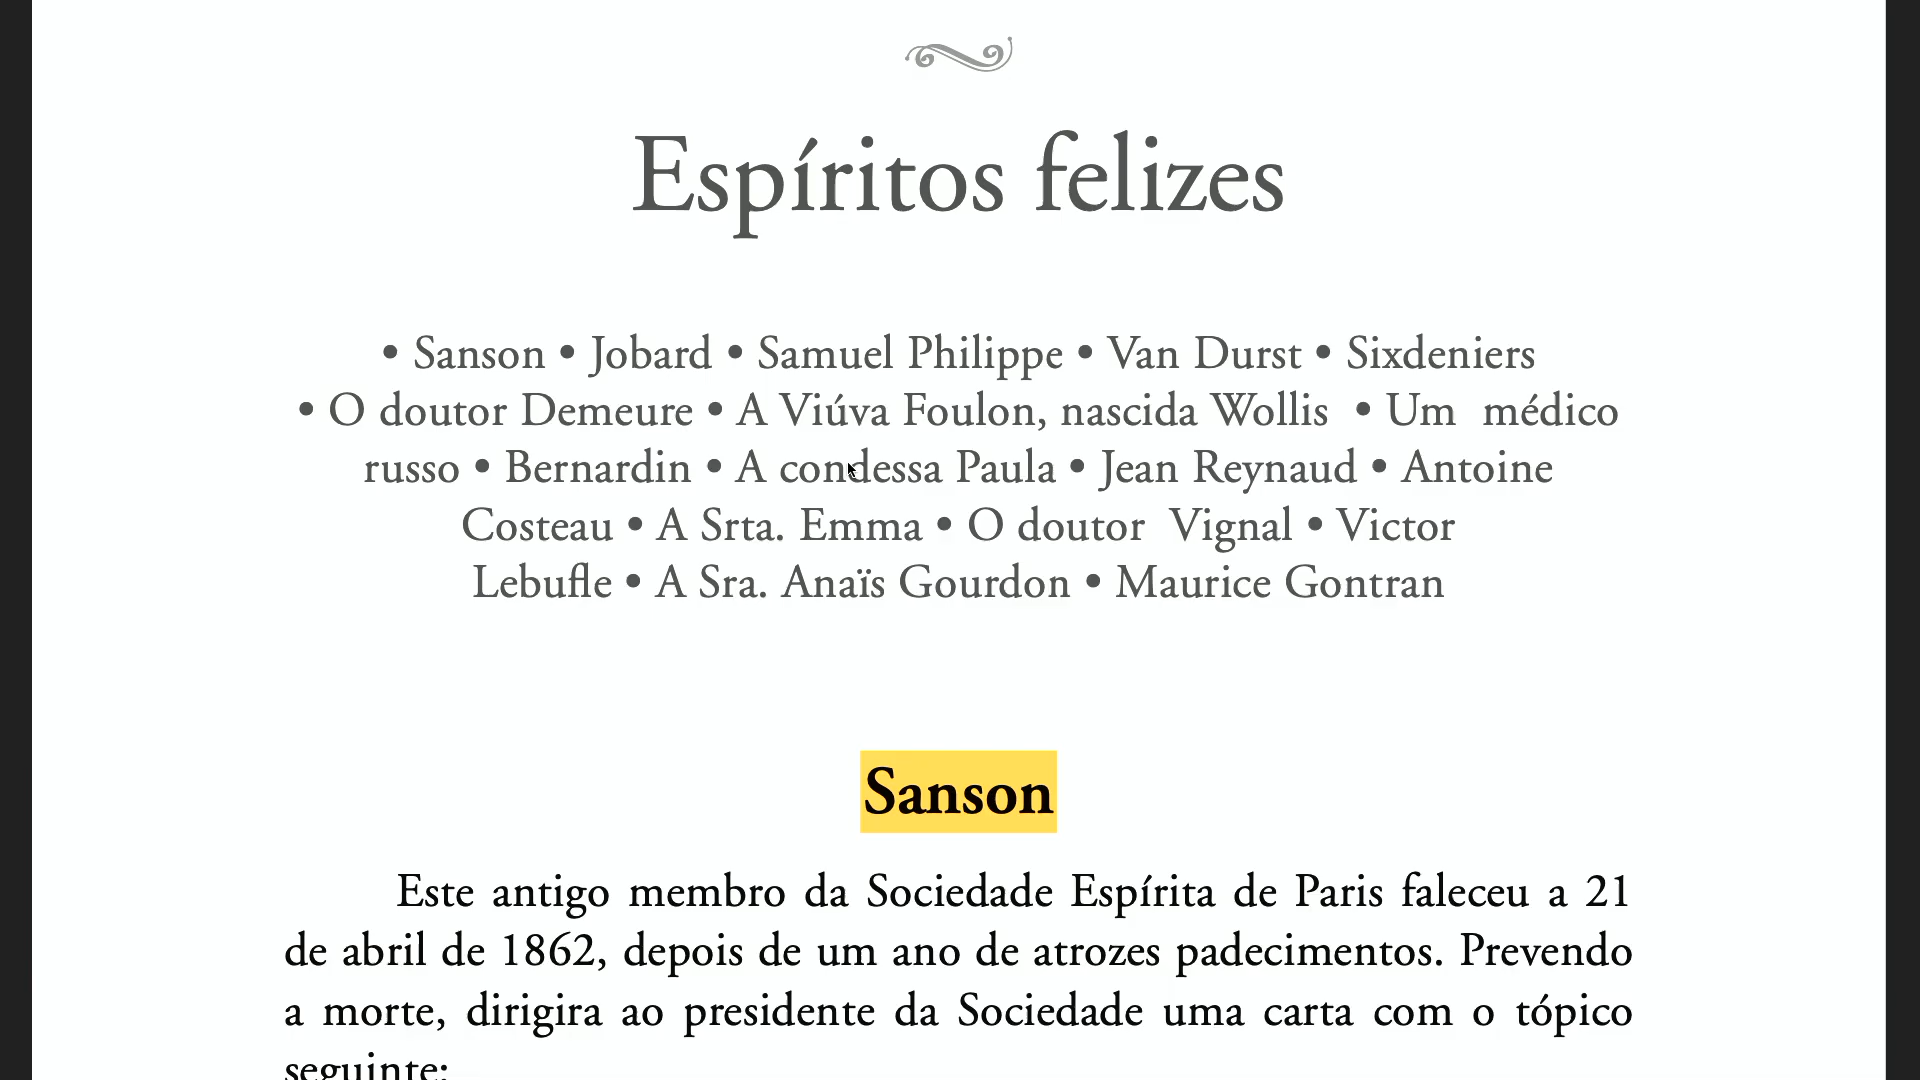 Espíritos felizes
• Sanson • Jobard • Samuel Philippe • Van Durst • Sixdeniers
• O doutor Demeure • A Viúva Foulon, nascida Wollis • Um médico
russo • Bernardin • A condessa Paula • Jean Reynaud • Antoine
Costeau • A Srta. Emma • O doutor Vignal • Victor
Lebufle • A Sra. Anaïs Gourdon • Maurice Gontran
Sanson
Este antigo membro da Sociedade Espírita de Paris faleceu a 21
de abril de 1862, depois de um ano de atrozes padecimentos. Prevendo
a morte, dirigira ao presidente da Sociedade uma carta com o tópico
seguinte: